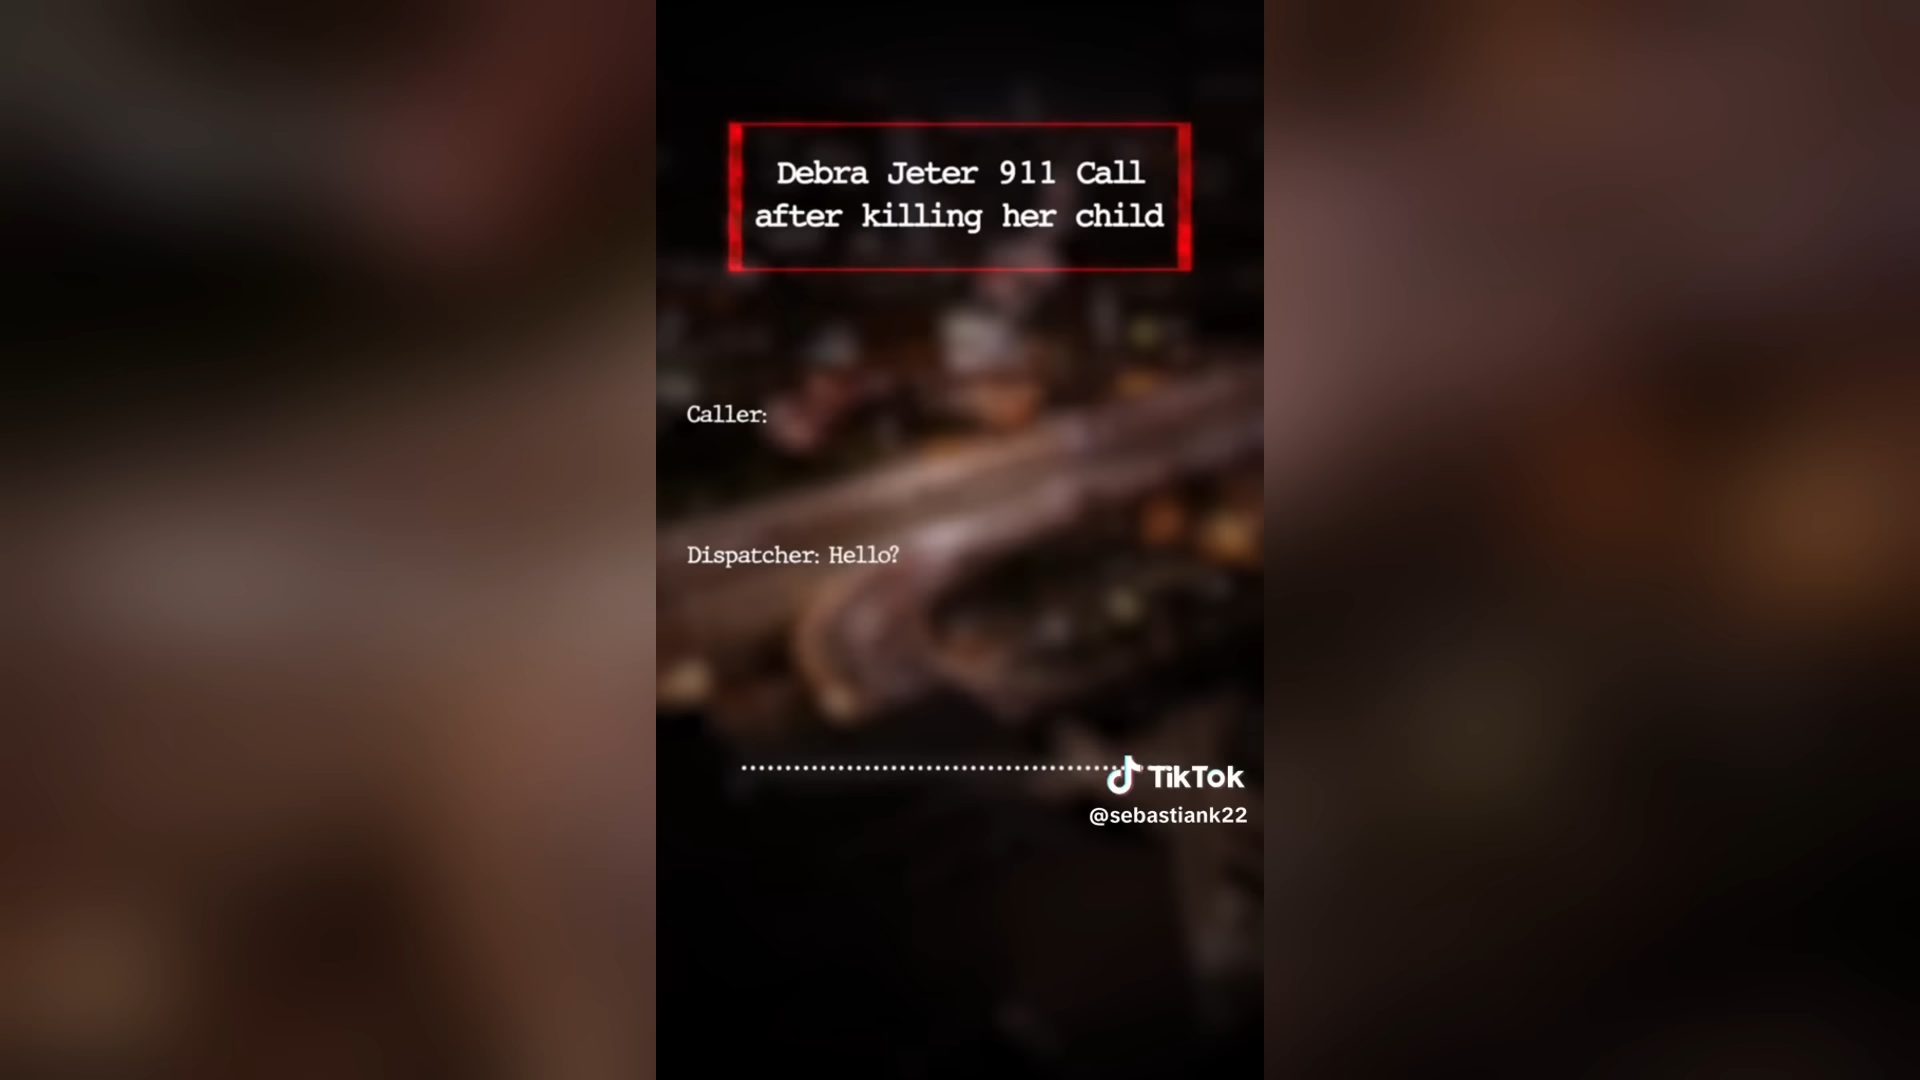 Debra Jeter 911 Call
after killing her child
Caller:
Dispatcher: Hello?
TikTok
@sebastiank22